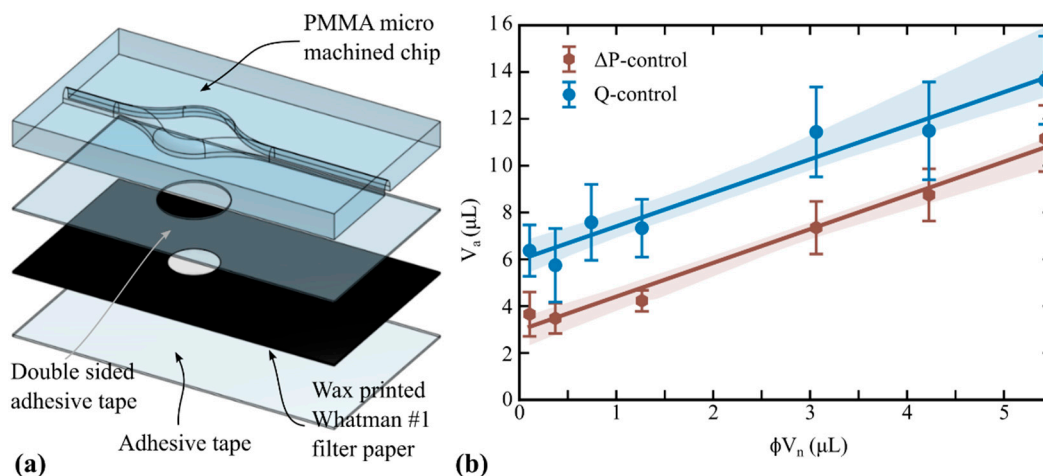 PMMA micro
machined chip
Double sided
adhesive tape
Adhesive tape
Wax printed
Whatman #1
filter paper
(a)
ΔP-control
Q-control
Vₐ (μL)
16
14
12
10
8
6
4
2
0
0
1
2
3
4
5
ϕVₙ (μL)
(b)